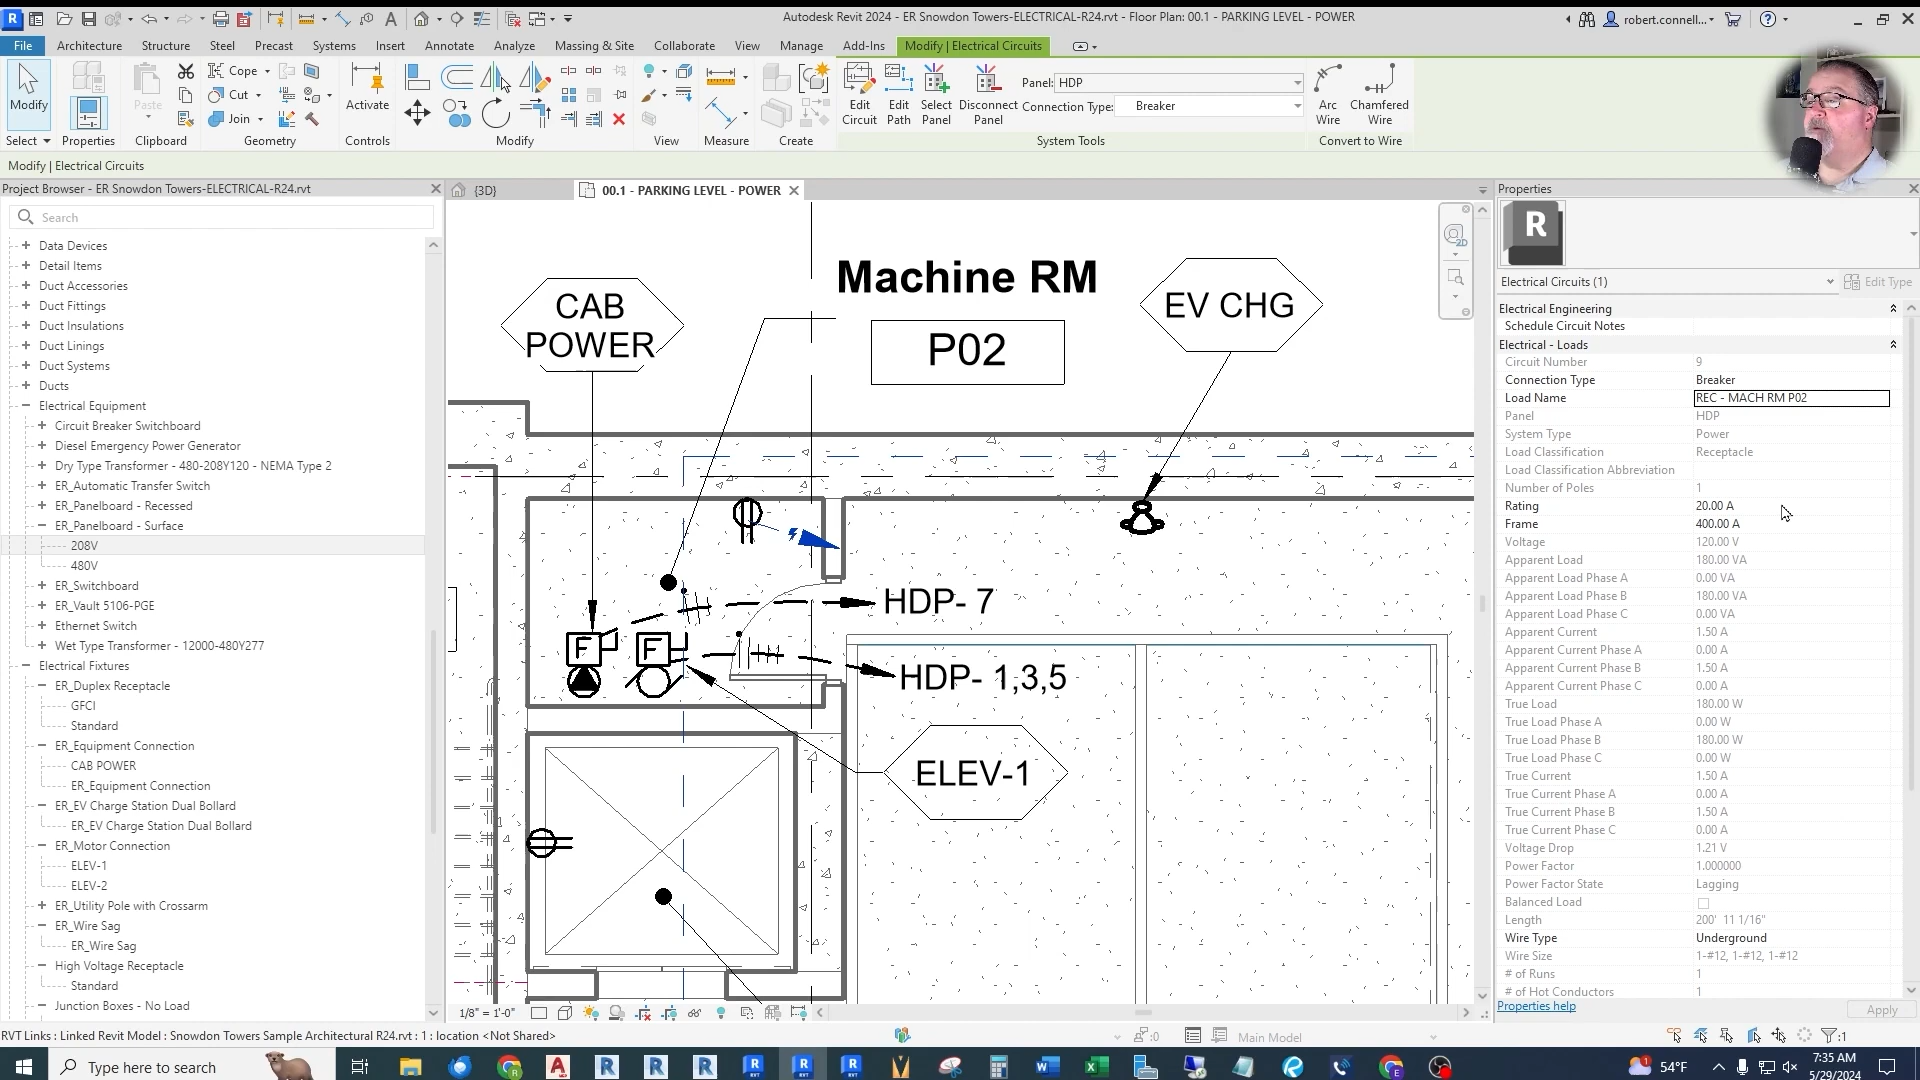 Autodesk Revit 2024 - ER Snowdon Towers-ELECTRICAL-R24.rvt - Floor Plan: 00.1 - PARKING LEVEL - POWER
robert.connell...
File Architecture Structure Steel Precast Systems Insert Annotate Analyze Massing & Site Collaborate View Manage Add-Ins Modify | Electrical Circuits
Modify
Paste
Cope
Cut
Join
Activate
Edit Circuit
Edit Path
Select Panel
Disconnect Panel
Panel: HDP
Connection Type: Breaker
Arc Wire
Chamfered Wire
Select Properties Clipboard Geometry Controls Modify View Measure Create System Tools Convert to Wire
Modify | Electrical Circuits
Project Browser - ER Snowdon Towers-ELECTRICAL-R24.rvt
Search
Data Devices
Detail Items
Duct Accessories
Duct Fittings
Duct Insulations
Duct Linings
Duct Systems
Ducts
Electrical Equipment
Circuit Breaker Switchboard
Diesel Emergency Power Generator
Dry Type Transformer - 480-208Y120 - NEMA Type 2
ER_Automatic Transfer Switch
ER_Panelboard - Recessed
ER_Panelboard - Surface
208V
480V
ER_Switchboard
ER_Vault 5106-PGE
Ethernet Switch
Wet Type Transformer - 12000-480Y277
Electrical Fixtures
ER_Duplex Receptacle
GFCI
Standard
ER_Equipment Connection
CAB POWER
ER_Equipment Connection
ER_EV Charge Station Dual Bollard
ER_EV Charge Station Dual Bollard
ER_Motor Connection
ELEV-1
ELEV-2
ER_Utility Pole with Crossarm
ER_Wire Sag
ER_Wire Sag
High Voltage Receptacle
Standard
Junction Boxes - No Load
{3D}
00.1 - PARKING LEVEL - POWER
2D
Machine RM
P02
CAB
POWER
EV CHG
F
F
HDP- 7
HDP- 1,3,5
ELEV-1
1/8" = 1'-0"
Properties
R
Electrical Circuits (1)
Edit Type
Electrical Engineering
Schedule Circuit Notes
Electrical - Loads
Circuit Number 9
Connection Type Breaker
Load Name REC - MACH RM P02
Panel HDP
System Type Power
Load Classification Receptacle
Load Classification Abbreviation
Number of Poles 1
Rating 20.00 A
Frame 400.00 A
Voltage 120.00 V
Apparent Load 180.00 VA
Apparent Load Phase A 0.00 VA
Apparent Load Phase B 180.00 VA
Apparent Load Phase C 0.00 VA
Apparent Current 1.50 A
Apparent Current Phase A 0.00 A
Apparent Current Phase B 1.50 A
Apparent Current Phase C 0.00 A
True Load 180.00 W
True Load Phase A 0.00 W
True Load Phase B 180.00 W
True Load Phase C 0.00 W
True Current 1.50 A
True Current Phase A 0.00 A
True Current Phase B 1.50 A
True Current Phase C 0.00 A
Voltage Drop 1.21 V
Power Factor 1.000000
Power Factor State Lagging
Balanced Load
Length 200' 11 1/16"
Wire Type Underground
Wire Size 1-#12, 1-#12, 1-#12
# of Runs 1
# of Hot Conductors 1
Properties help
Apply
RVT Links : Linked Revit Model : Snowdon Towers Sample Architectural R24.rvt : 1 : location <Not Shared>
:0
Main Model
:1
Type here to search
54°F
7:35 AM
5/29/2024